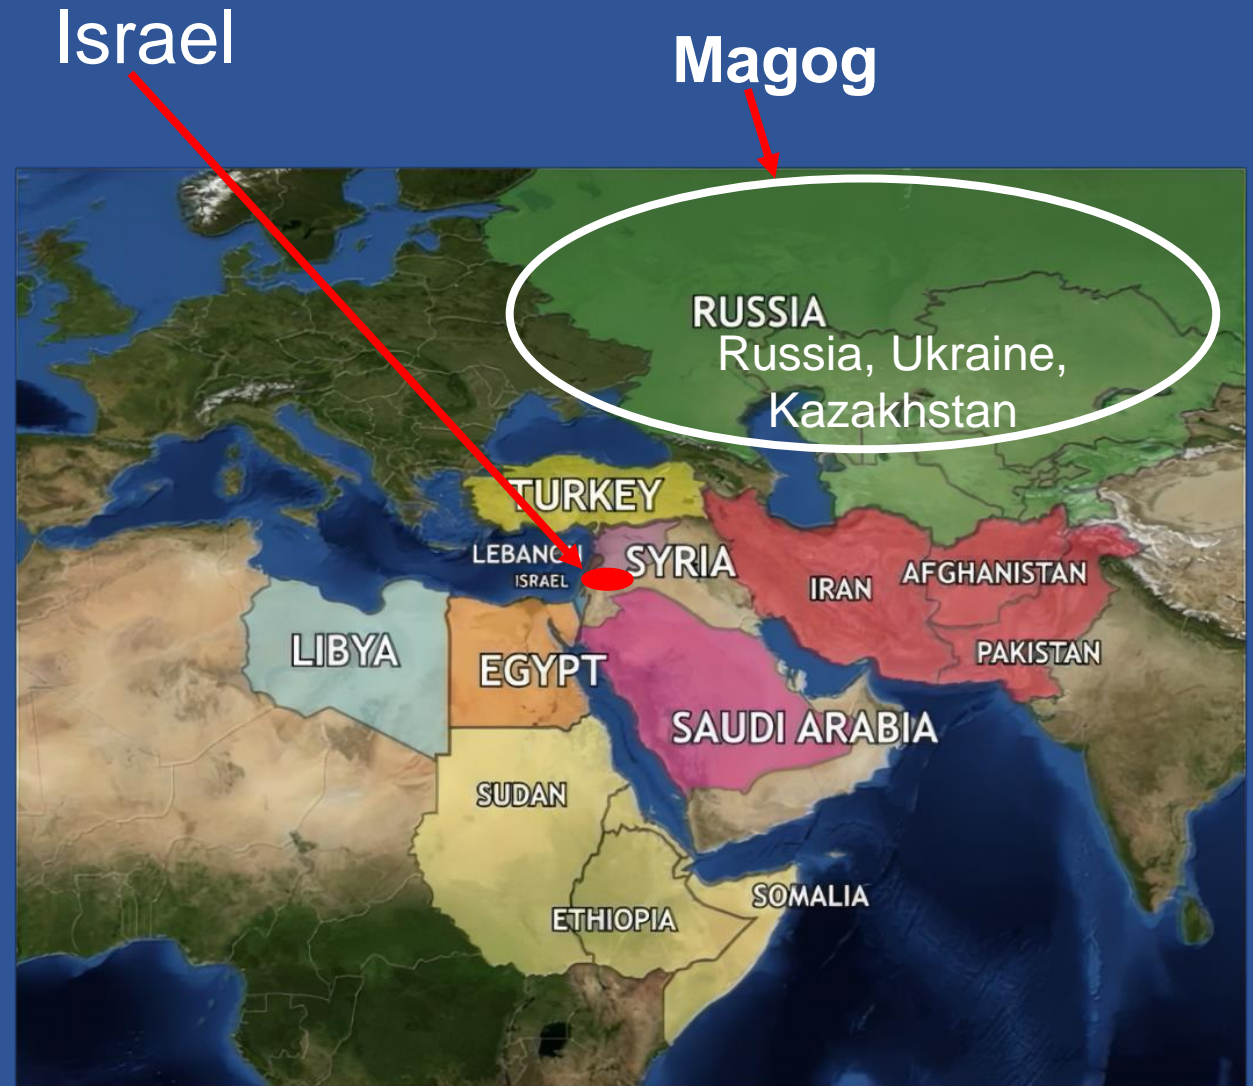 Israel
Magog
RUSSIA
Russia, Ukraine,
Kazakhstan
TURKEY
LEBANON
SYRIA
ISRAEL
IRAN
AFGHANISTAN
LIBYA
EGYPT
PAKISTAN
SAUDI ARABIA
SUDAN
SOMALIA
ETHIOPIA